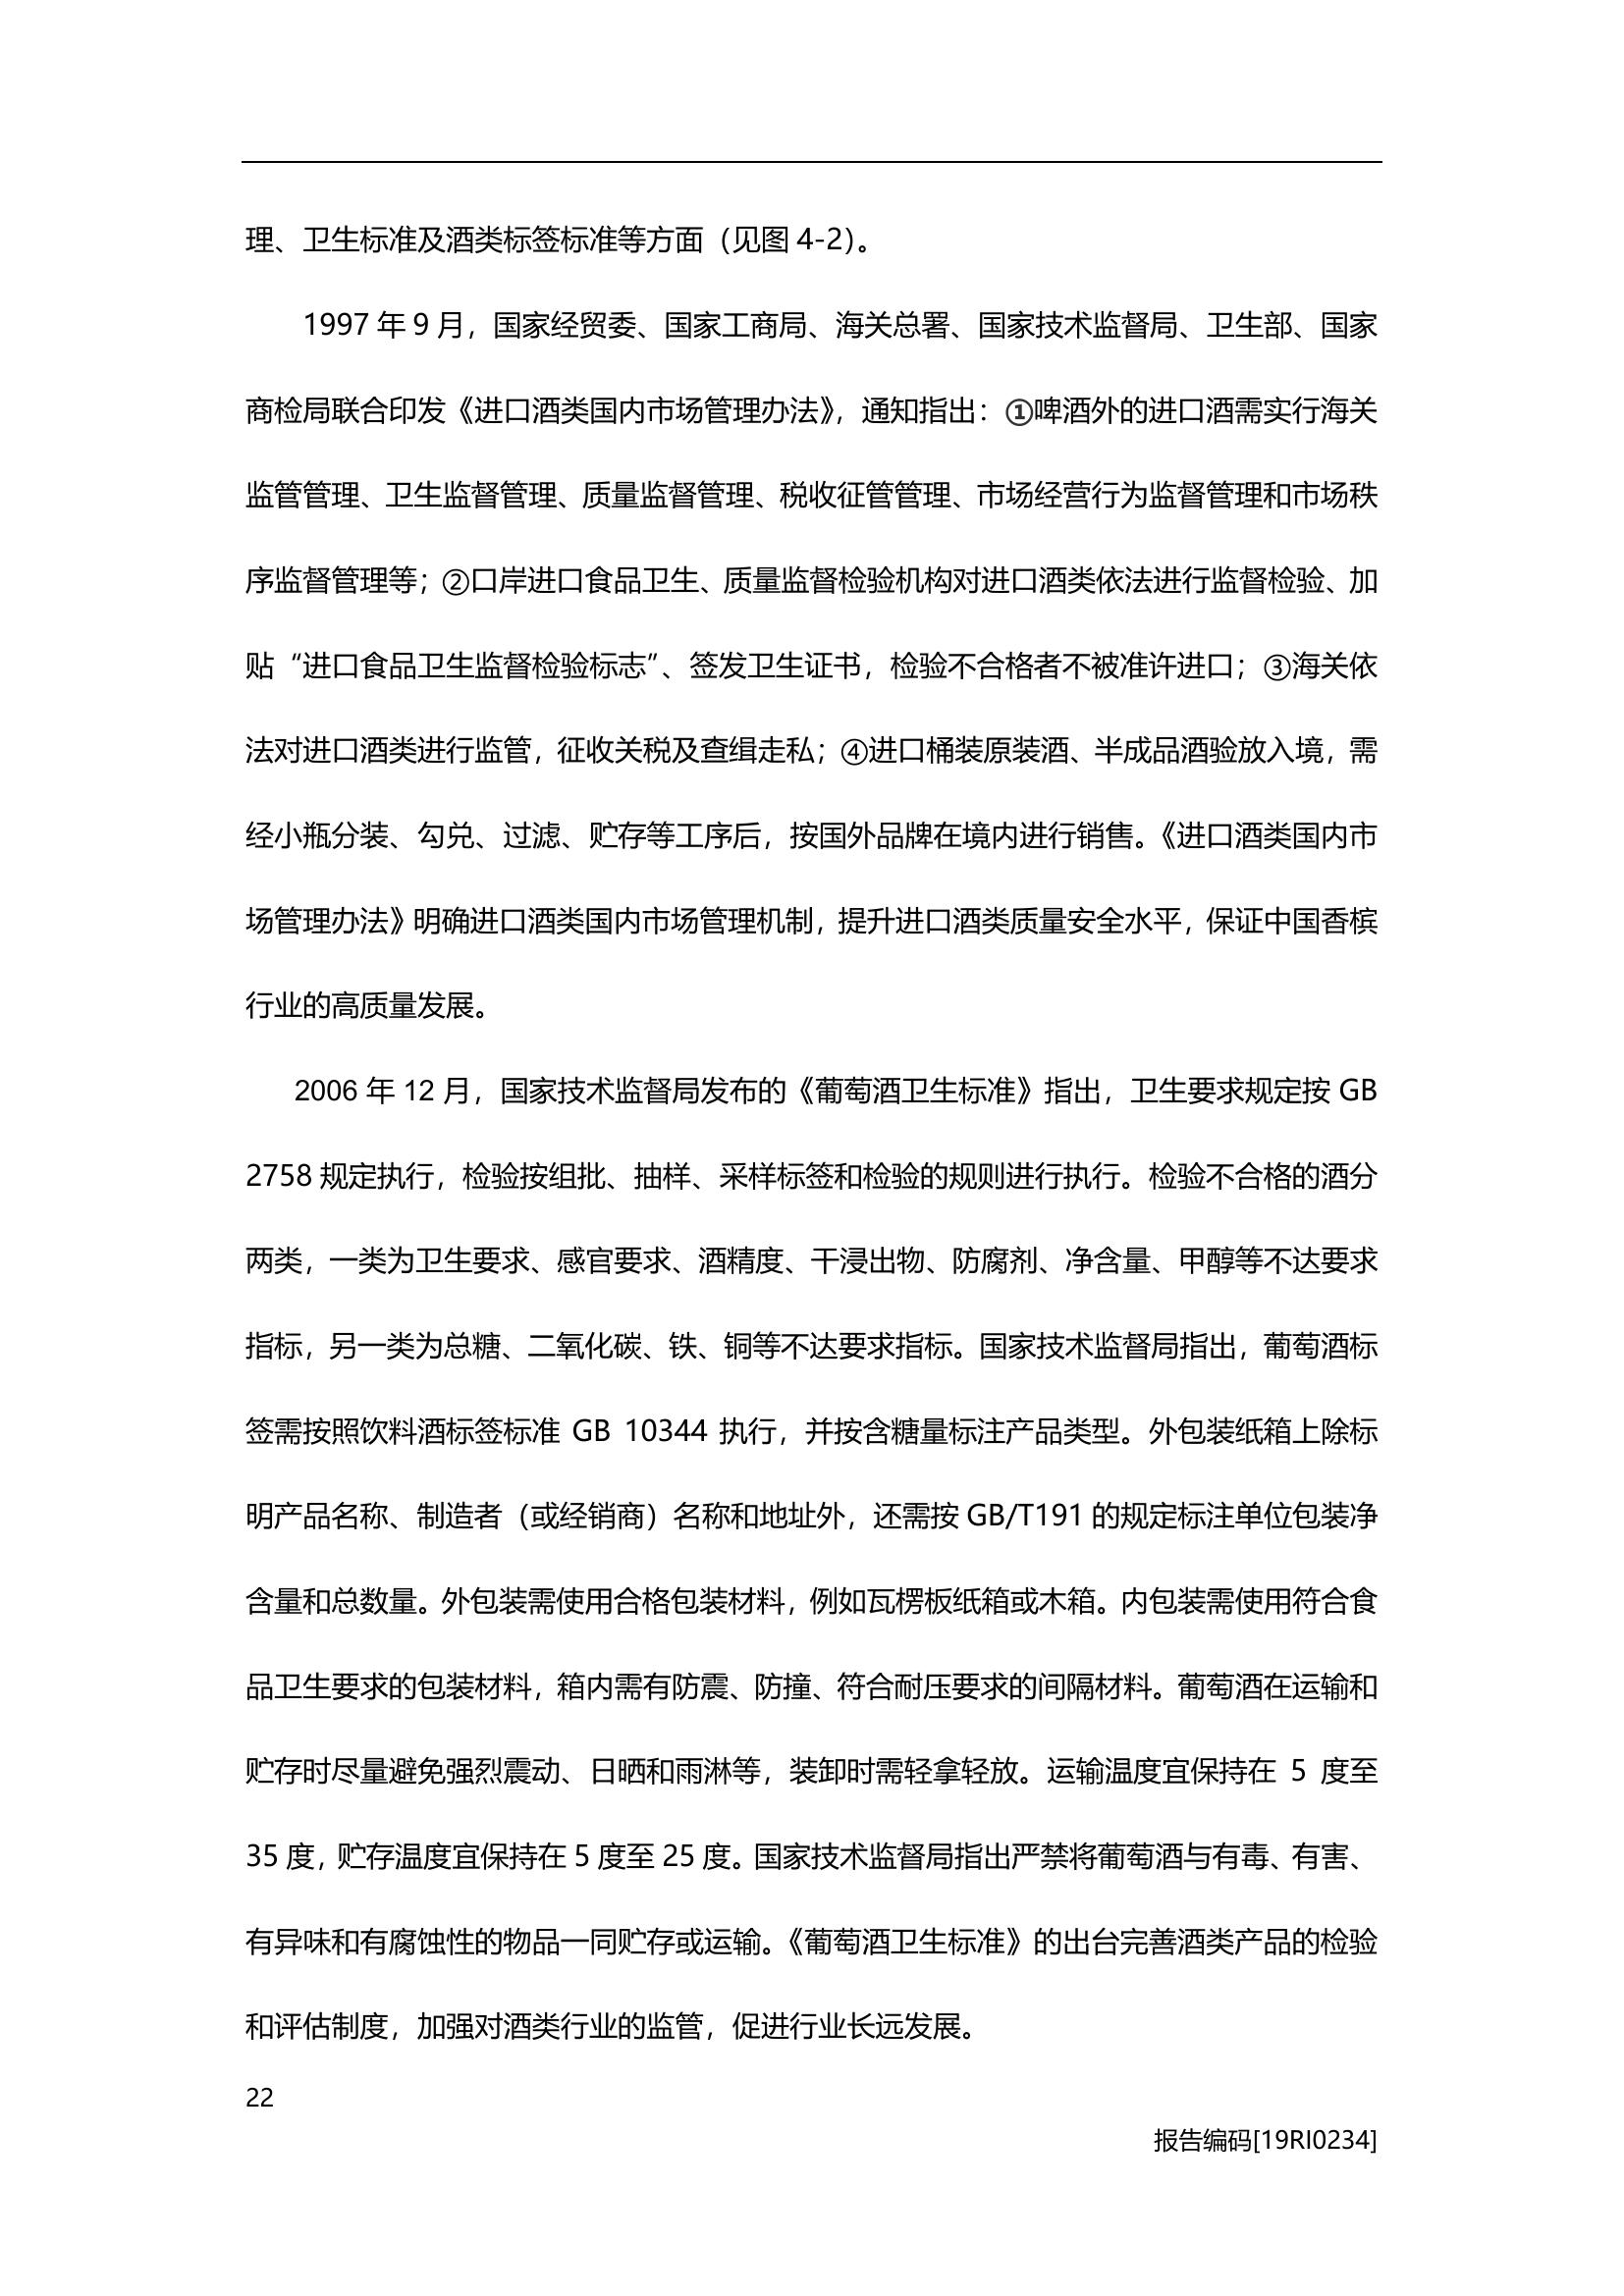 理、卫生标准及酒类标签标准等方面（见图 4-2）。
1997 年 9 月，国家经贸委、国家工商局、海关总署、国家技术监督局、卫生部、国家
商检局联合印发《进口酒类国内市场管理办法》，通知指出：①啤酒外的进口酒需实行海关
监管管理、卫生监督管理、质量监督管理、税收征管管理、市场经营行为监督管理和市场秩
序监督管理等；②口岸进口食品卫生、质量监督检验机构对进口酒类依法进行监督检验、加
贴“进口食品卫生监督检验标志”、签发卫生证书，检验不合格者不被准许进口；③海关依
法对进口酒类进行监管，征收关税及查缉走私；④进口桶装原装酒、半成品酒验放入境，需
经小瓶分装、勾兑、过滤、贮存等工序后，按国外品牌在境内进行销售。《进口酒类国内市
场管理办法》明确进口酒类国内市场管理机制，提升进口酒类质量安全水平，保证中国香槟
行业的高质量发展。
2006 年 12 月，国家技术监督局发布的《葡萄酒卫生标准》指出，卫生要求规定按 GB
2758 规定执行，检验按组批、抽样、采样标签和检验的规则进行执行。检验不合格的酒分
两类，一类为卫生要求、感官要求、酒精度、干浸出物、防腐剂、净含量、甲醇等不达要求
指标，另一类为总糖、二氧化碳、铁、铜等不达要求指标。国家技术监督局指出，葡萄酒标
签需按照饮料酒标签标准 GB 10344 执行，并按含糖量标注产品类型。外包装纸箱上除标
明产品名称、制造者（或经销商）名称和地址外，还需按 GB/T191 的规定标注单位包装净
含量和总数量。外包装需使用合格包装材料，例如瓦楞板纸箱或木箱。内包装需使用符合食
品卫生要求的包装材料，箱内需有防震、防撞、符合耐压要求的间隔材料。葡萄酒在运输和
贮存时尽量避免强烈震动、日晒和雨淋等，装卸时需轻拿轻放。运输温度宜保持在 5 度至
35 度，贮存温度宜保持在 5 度至 25 度。国家技术监督局指出严禁将葡萄酒与有毒、有害、
有异味和有腐蚀性的物品一同贮存或运输。《葡萄酒卫生标准》的出台完善酒类产品的检验
和评估制度，加强对酒类行业的监管，促进行业长远发展。
22
报告编码[19RI0234]